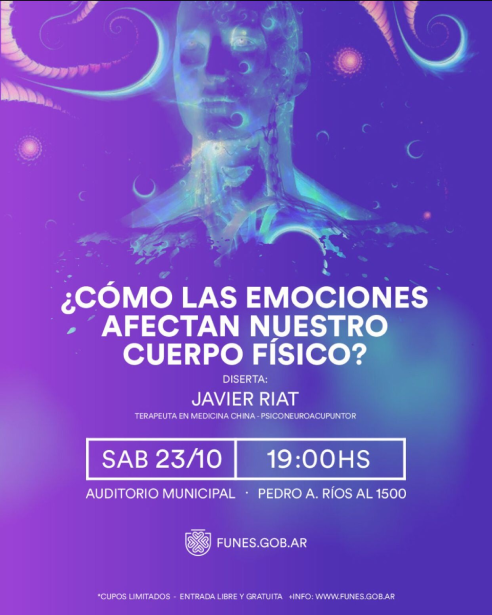 ¿CÓMO LAS EMOCIONES
AFECTAN NUESTRO
CUERPO FÍSICO?
DISERTA:
JAVIER RIAT
TERAPEUTA EN MEDICINA CHINA - PSICONEUROACUPUNTOR
SAB 23/10 19:00HS
AUDITORIO MUNICIPAL · PEDRO A. RÍOS AL 1500
FUNES.GOB.AR
*CUPOS LIMITADOS - ENTRADA LIBRE Y GRATUITA +INFO: WWW.FUNES.GOB.AR